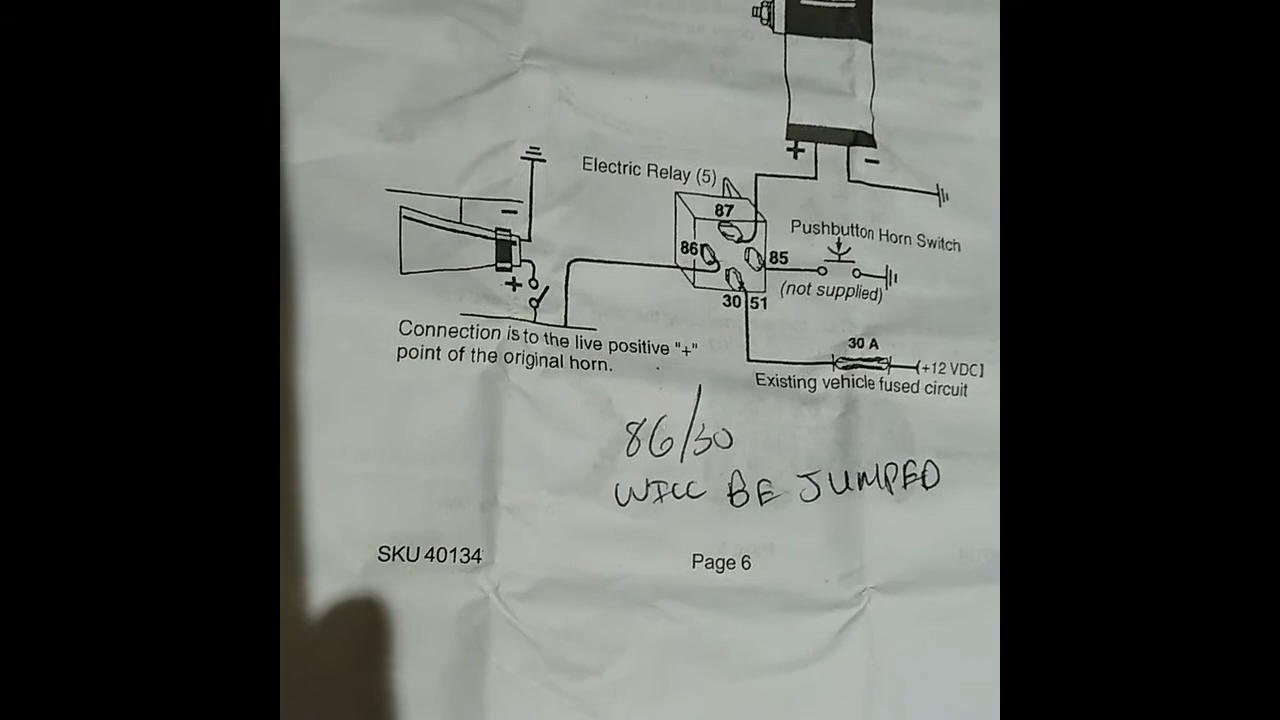 + -
Electric Relay (5)
87
Pushbutton Horn Switch
-
86
85
(not supplied)
+
30 51
Connection is to the live positive "+"
point of the original horn.
30 A
(+12 VDC]
Existing vehicle fused circuit
86/30
WILL BE JUMPED
SKU 40134
Page 6